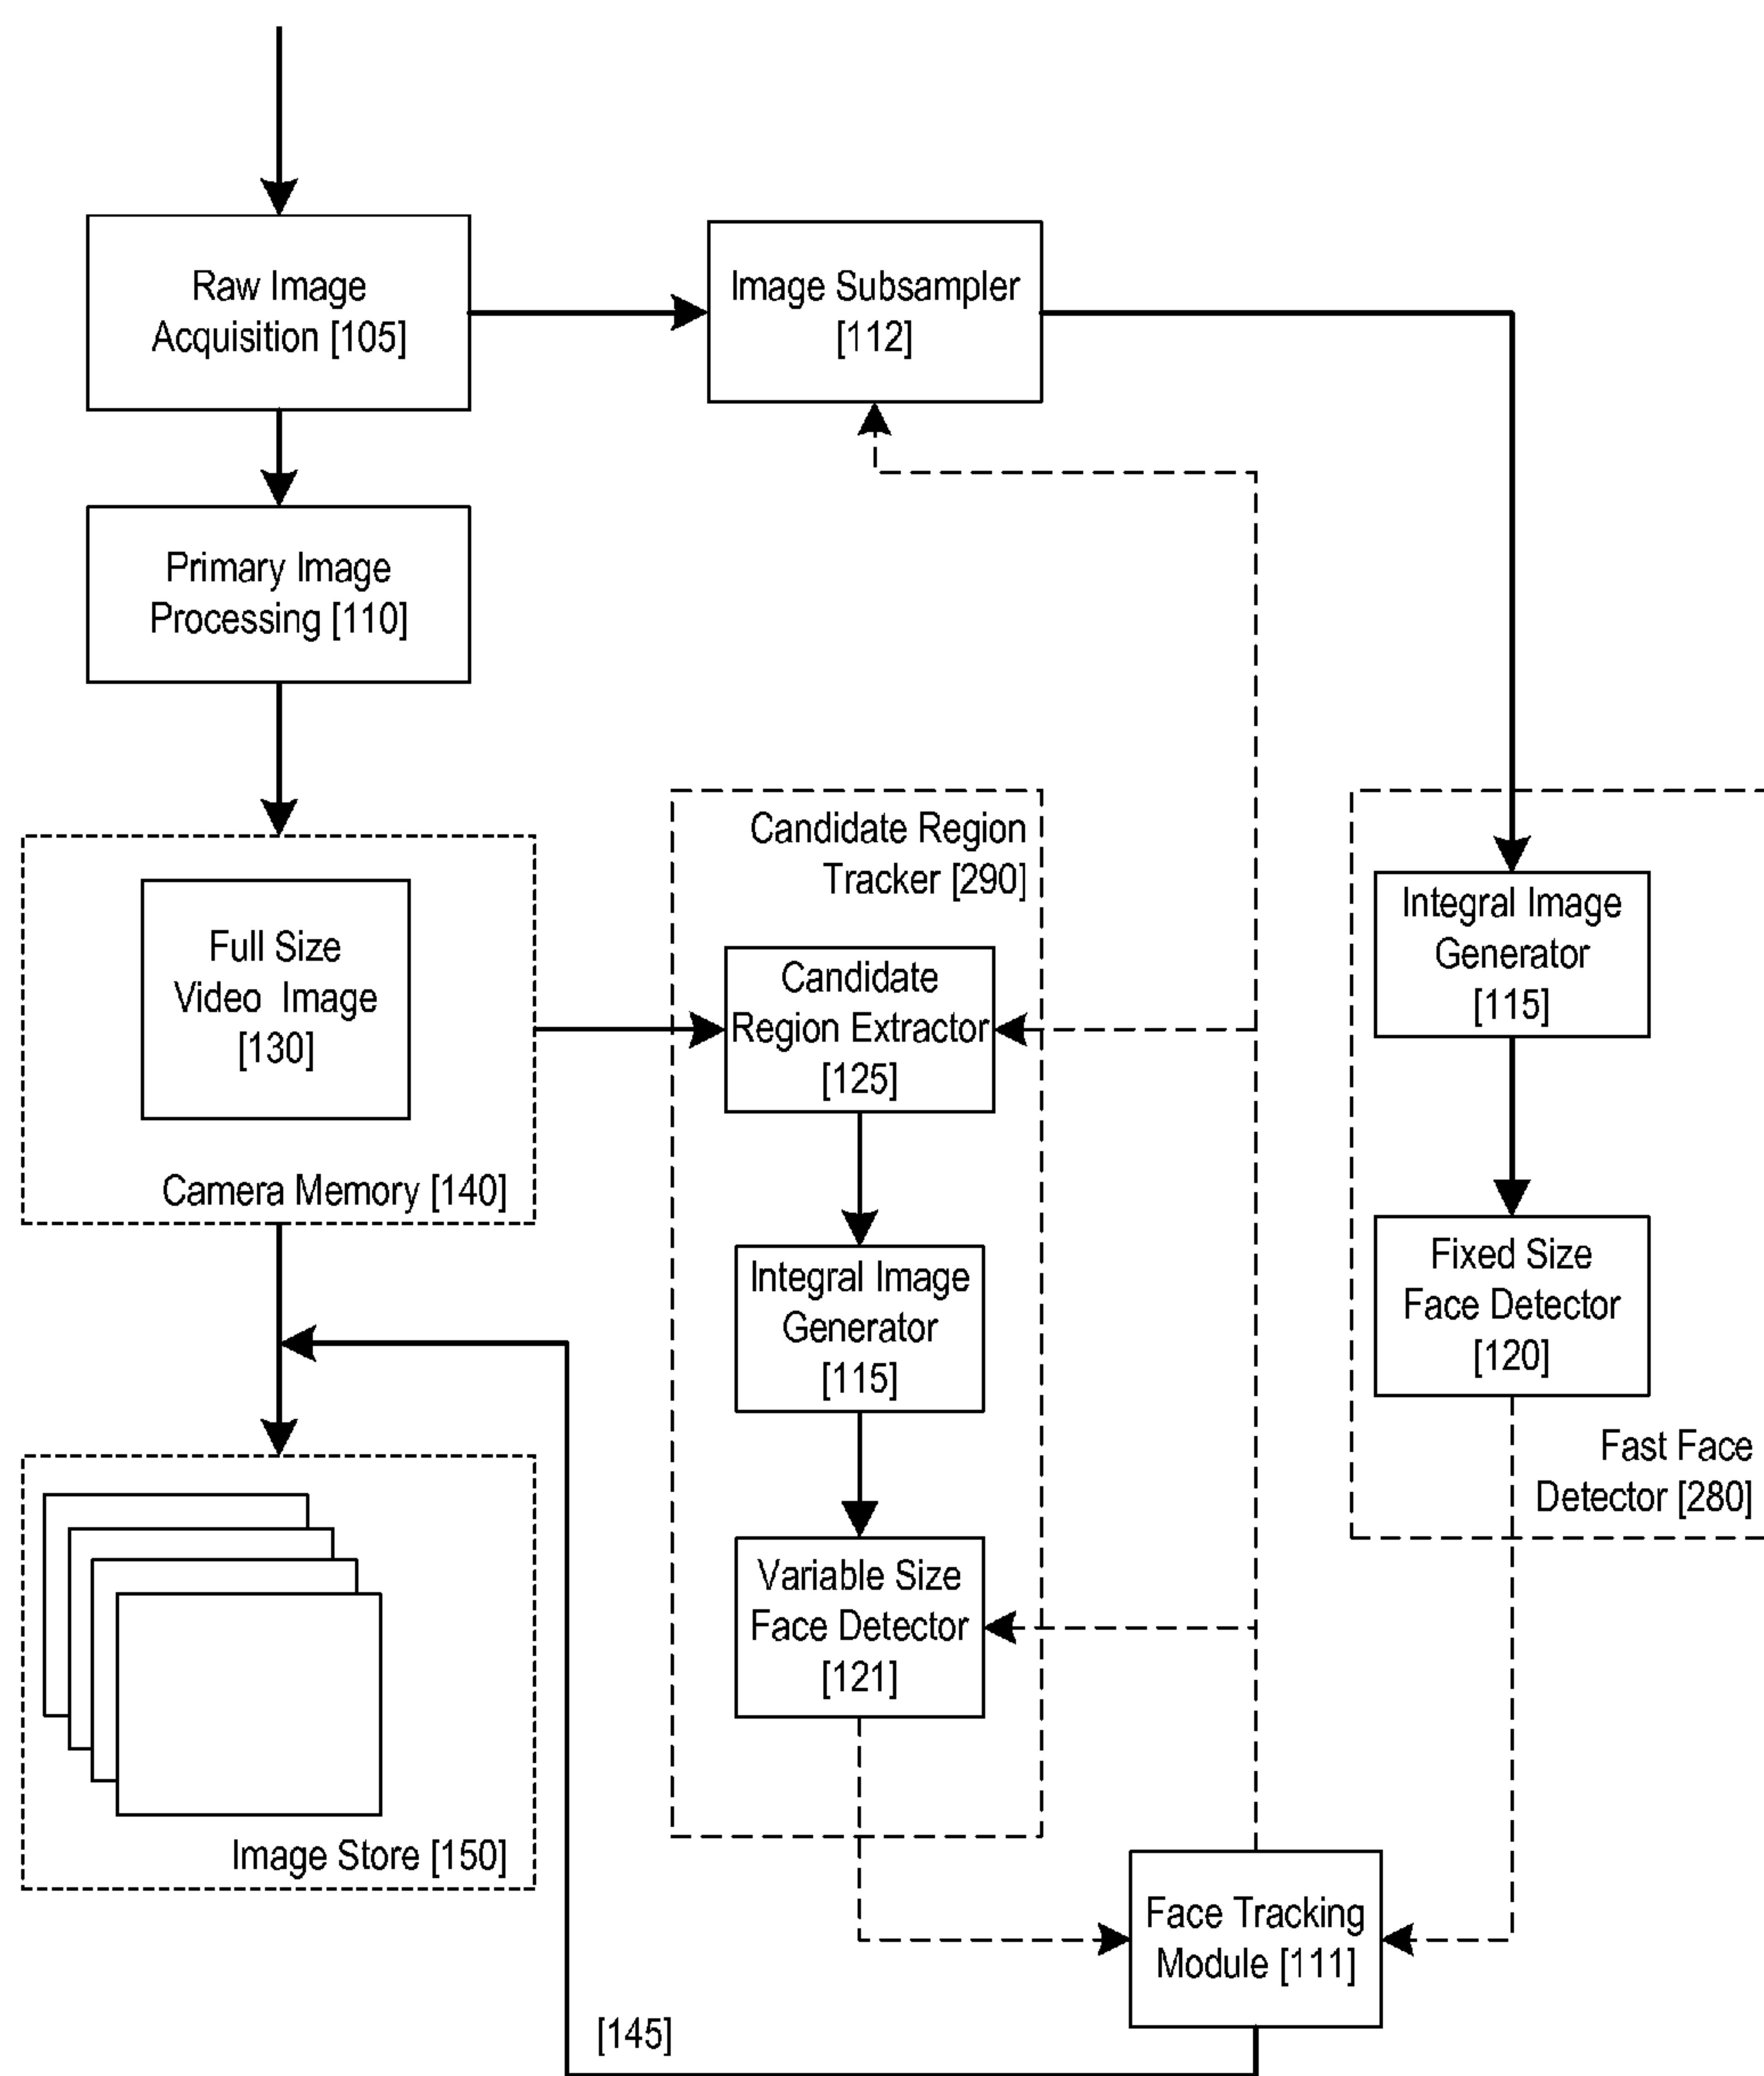 Raw Image
Acquisition [105]
Image Subsampler
[112]
Primary Image
Processing [110]
Full Size
Video Image
[130]
Camera Memory [140]
Candidate Region
Tracker [290]
Candidate
Region Extractor
[125]
Integral Image
Generator
[115]
Variable Size
Face Detector
[121]
Integral Image
Generator
[115]
Fixed Size
Face Detector
[120]
Fast Face
Detector [280]
Image Store [150]
Face Tracking
Module [111]
[145]